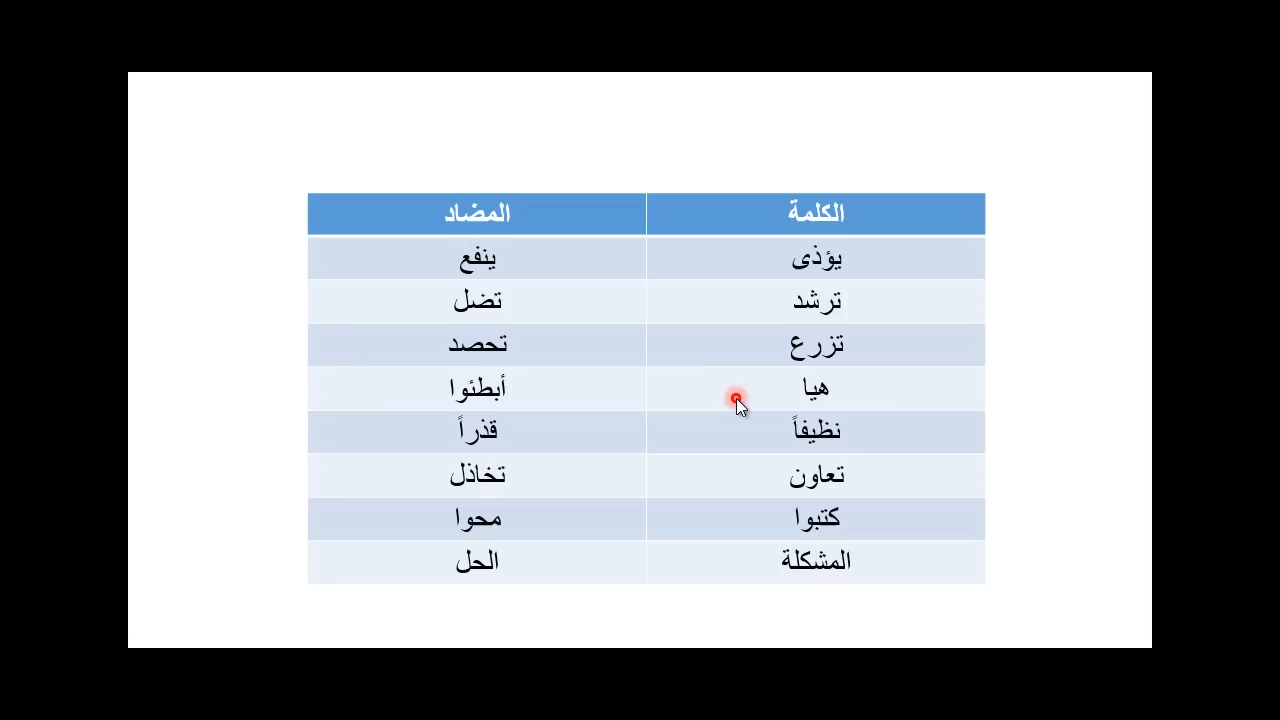 الكلمة المضاد
يؤذى ينفع
ترشد تضل
تزرع تحصد
هيا أبطئوا
نظيفاً قذراً
تعاون تخاذل
كتبوا محوا
المشكلة الحل